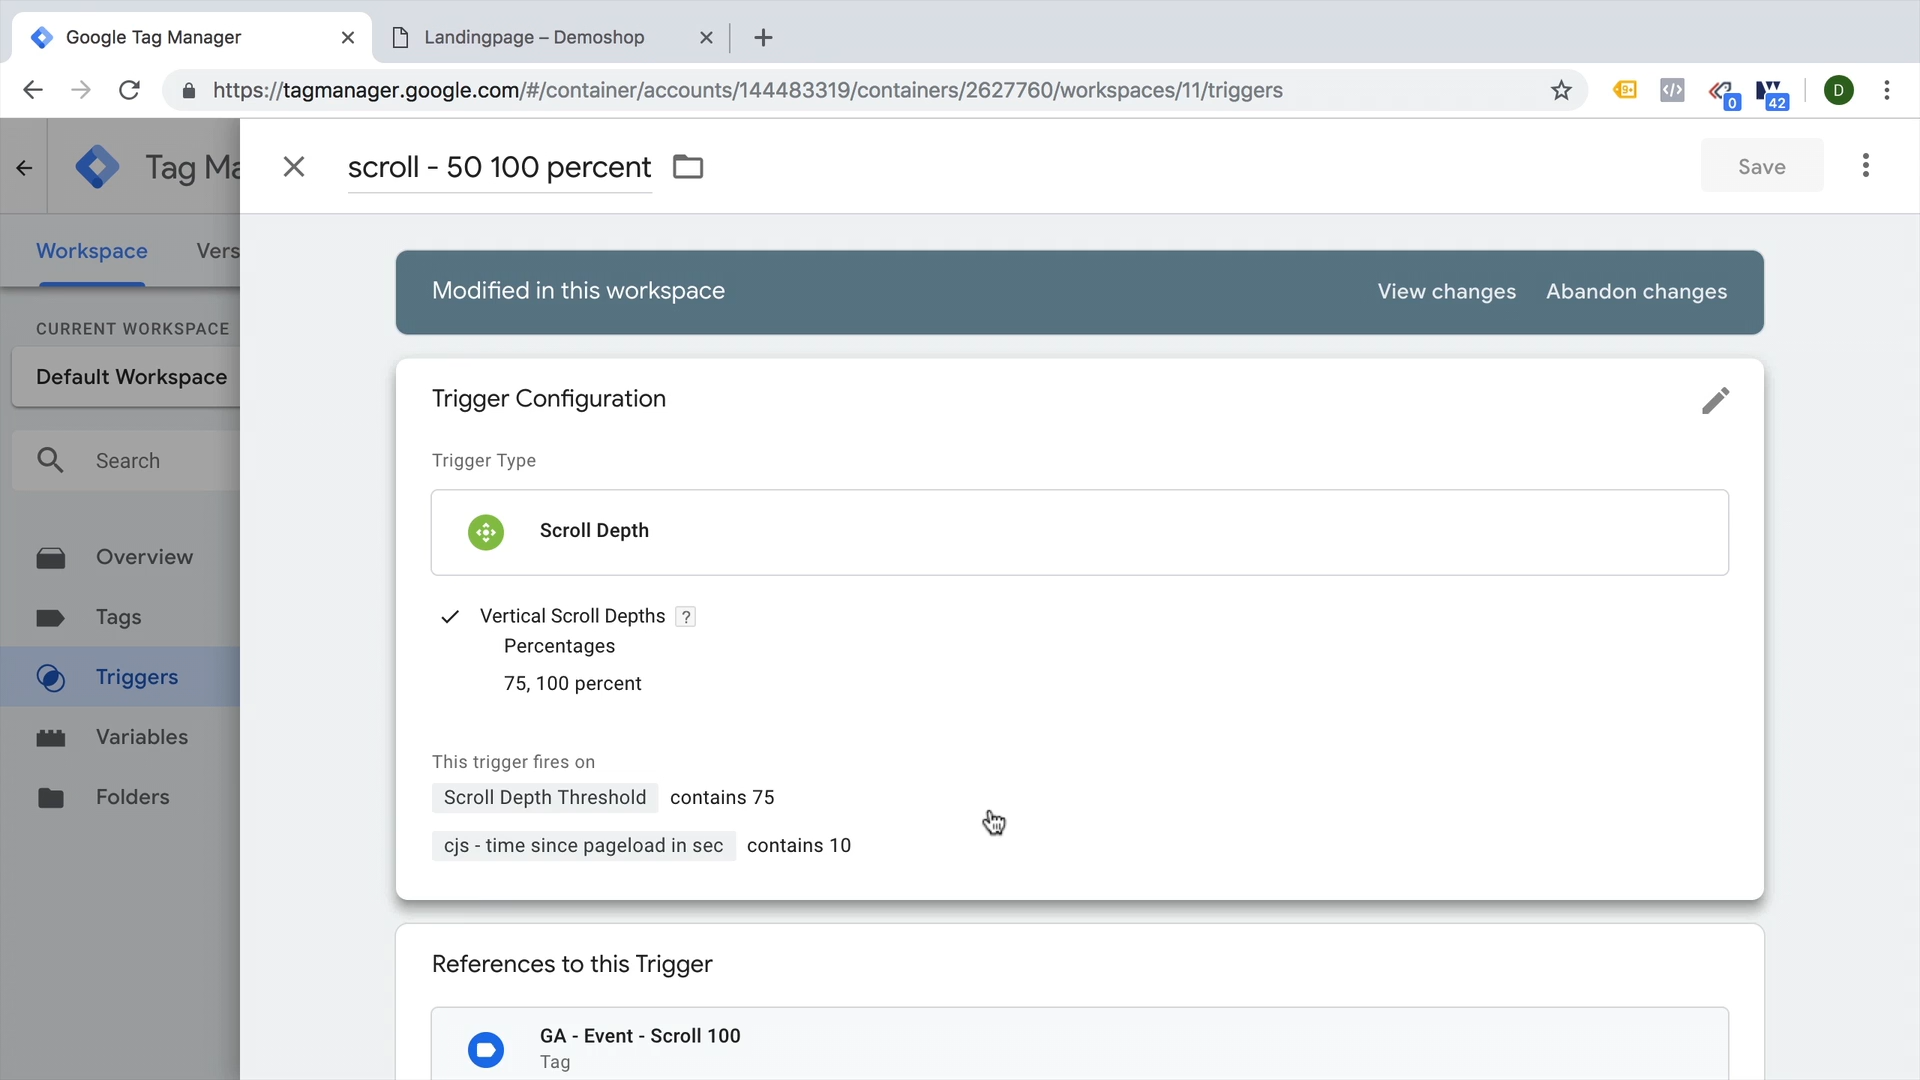 Google Tag Manager
Landingpage – Demoshop
https://tagmanager.google.com/#/container/accounts/144483319/containers/2627760/workspaces/11/triggers
9+
0
42
D
Tag Ma
scroll - 50 100 percent
Save
Workspace
Vers
Modified in this workspace
View changes
Abandon changes
CURRENT WORKSPACE
Default Workspace
Trigger Configuration
Search
Trigger Type
Scroll Depth
Overview
Tags
Triggers
Variables
Folders
Vertical Scroll Depths ?
Percentages
75, 100 percent
This trigger fires on
Scroll Depth Threshold contains 75
cjs - time since pageload in sec contains 10
References to this Trigger
GA - Event - Scroll 100
Tag